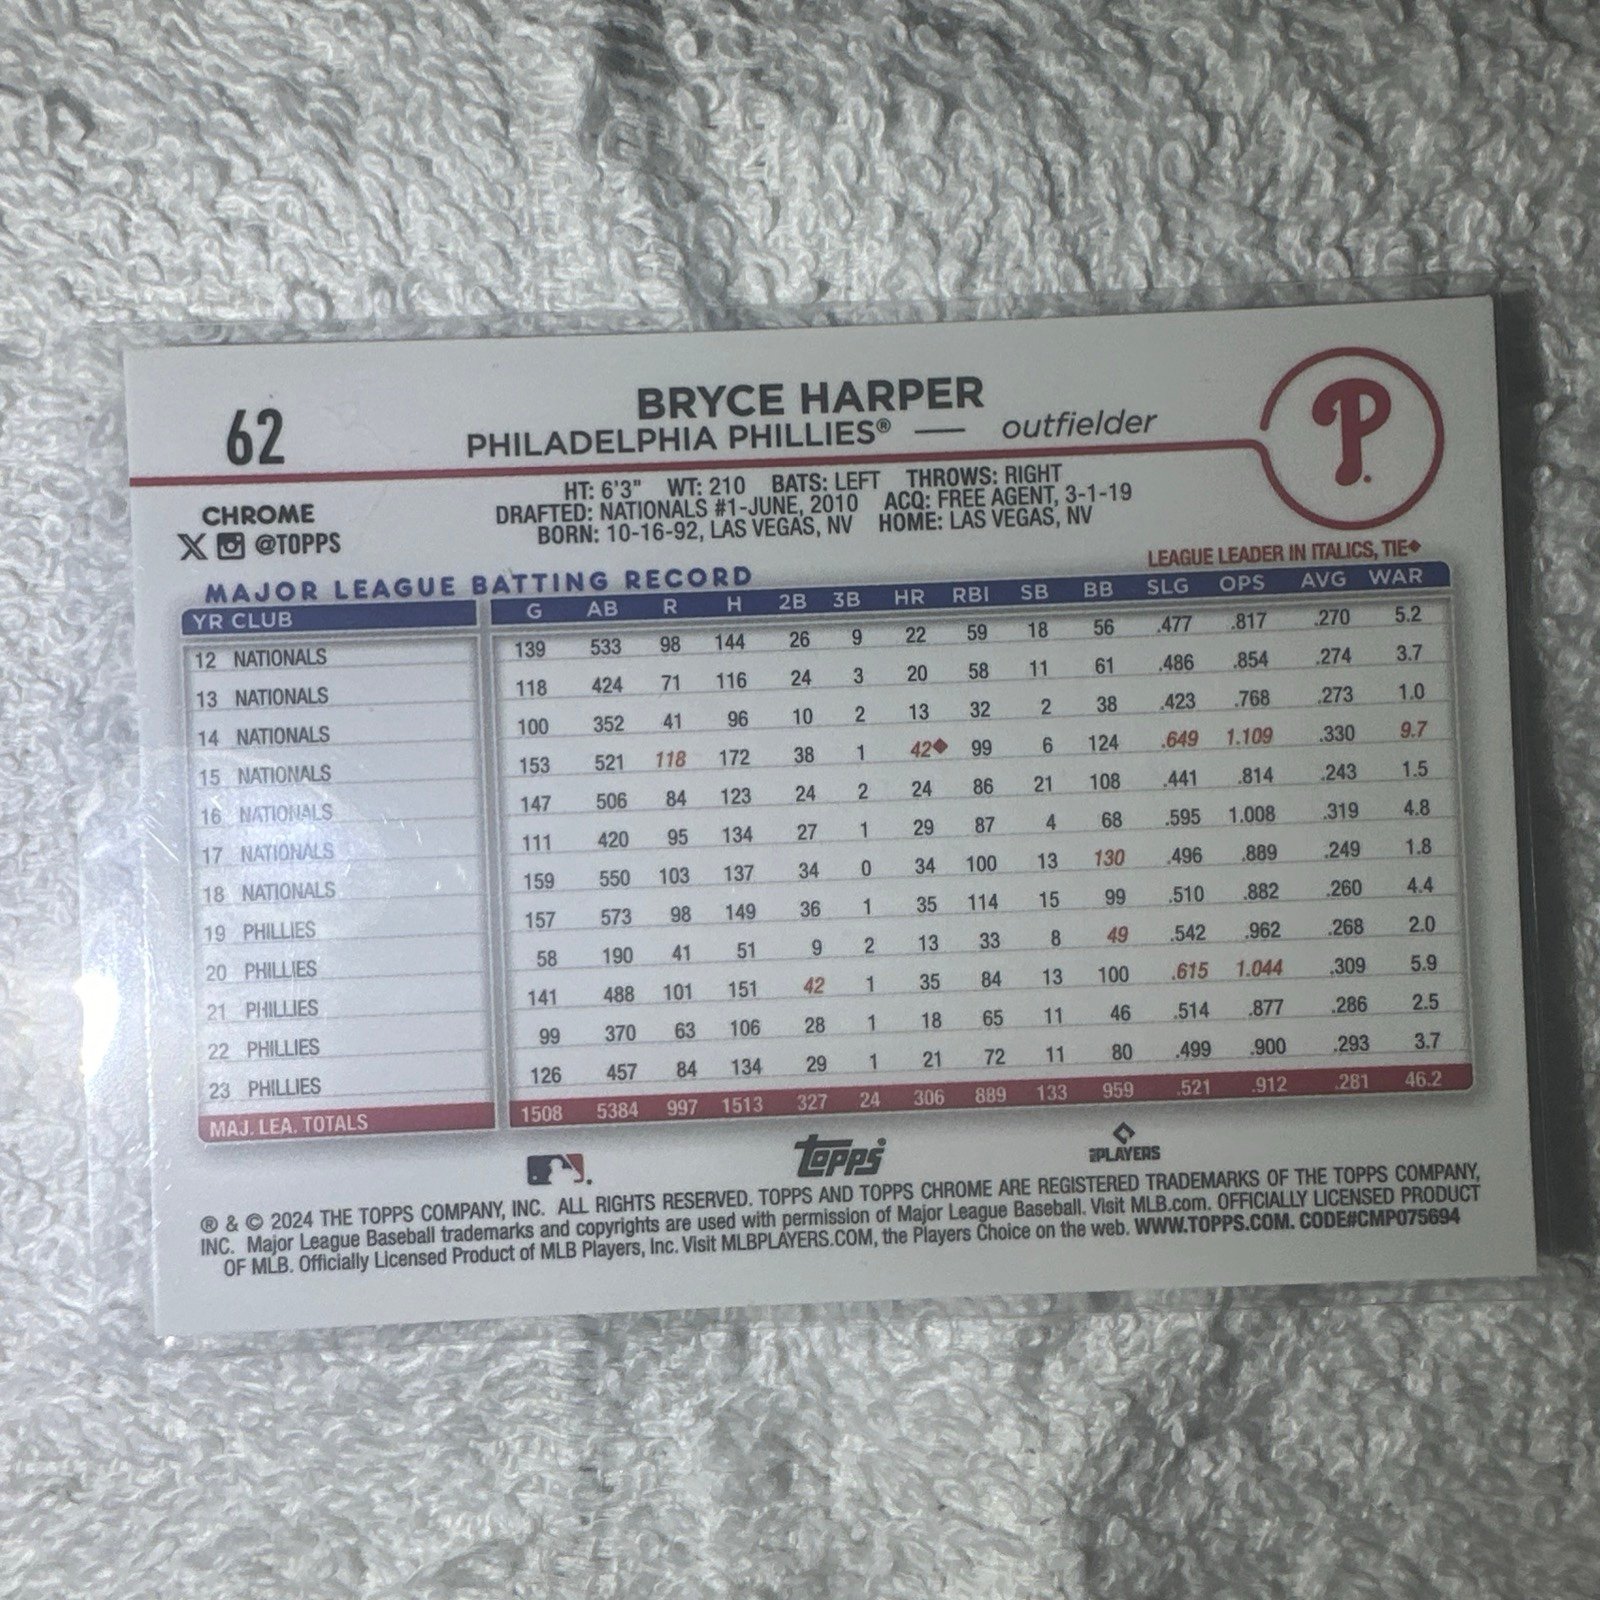 62
BRYCE HARPER
PHILADELPHIA PHILLIES® — outfielder
P
CHROME
X @TOPPS
HT: 6'3" WT: 210 BATS: LEFT THROWS: RIGHT
DRAFTED: NATIONALS #1-JUNE, 2010 ACQ: FREE AGENT, 3-1-19
BORN: 10-16-92, LAS VEGAS, NV HOME: LAS VEGAS, NV
LEAGUE LEADER IN ITALICS, TIE◆
MAJOR LEAGUE BATTING RECORD
YR CLUB G AB R H 2B 3B HR RBI SB BB SLG OPS AVG WAR
12 NATIONALS 139 533 98 144 26 9 22 59 18 56 .477 .817 .270 5.2
13 NATIONALS 118 424 71 116 24 3 20 58 11 61 .486 .854 .274 3.7
14 NATIONALS 100 352 41 96 10 2 13 32 2 38 .423 .768 .273 1.0
15 NATIONALS 153 521 118 172 38 1 42◆ 99 6 124 .649 1.109 .330 9.7
16 NATIONALS 147 506 84 123 24 2 24 86 21 108 .441 .814 .243 1.5
17 NATIONALS 111 420 95 134 27 1 29 87 4 68 .595 1.008 .319 4.8
18 NATIONALS 159 550 103 137 34 0 34 100 13 130 .496 .889 .249 1.8
19 PHILLIES 157 573 98 149 36 1 35 114 15 99 .510 .882 .260 4.4
20 PHILLIES 58 190 41 51 9 2 13 33 8 49 .542 .962 .268 2.0
21 PHILLIES 141 488 101 151 42 1 35 84 13 100 .615 1.044 .309 5.9
22 PHILLIES 99 370 63 106 28 1 18 65 11 46 .514 .877 .286 2.5
23 PHILLIES 126 457 84 134 29 1 21 72 11 80 .499 .900 .293 3.7
MAJ. LEA. TOTALS 1508 5384 997 1513 327 24 306 889 133 959 .521 .912 .281 46.2
Topps
PLAYERS
® & © 2024 THE TOPPS COMPANY, INC. ALL RIGHTS RESERVED. TOPPS AND TOPPS CHROME ARE REGISTERED TRADEMARKS OF THE TOPPS COMPANY,
INC. Major League Baseball trademarks and copyrights are used with permission of Major League Baseball. Visit MLB.com. OFFICIALLY LICENSED PRODUCT
OF MLB. Officially Licensed Product of MLB Players, Inc. Visit MLBPLAYERS.COM, the Players Choice on the web. WWW.TOPPS.COM. CODE#CMP075694